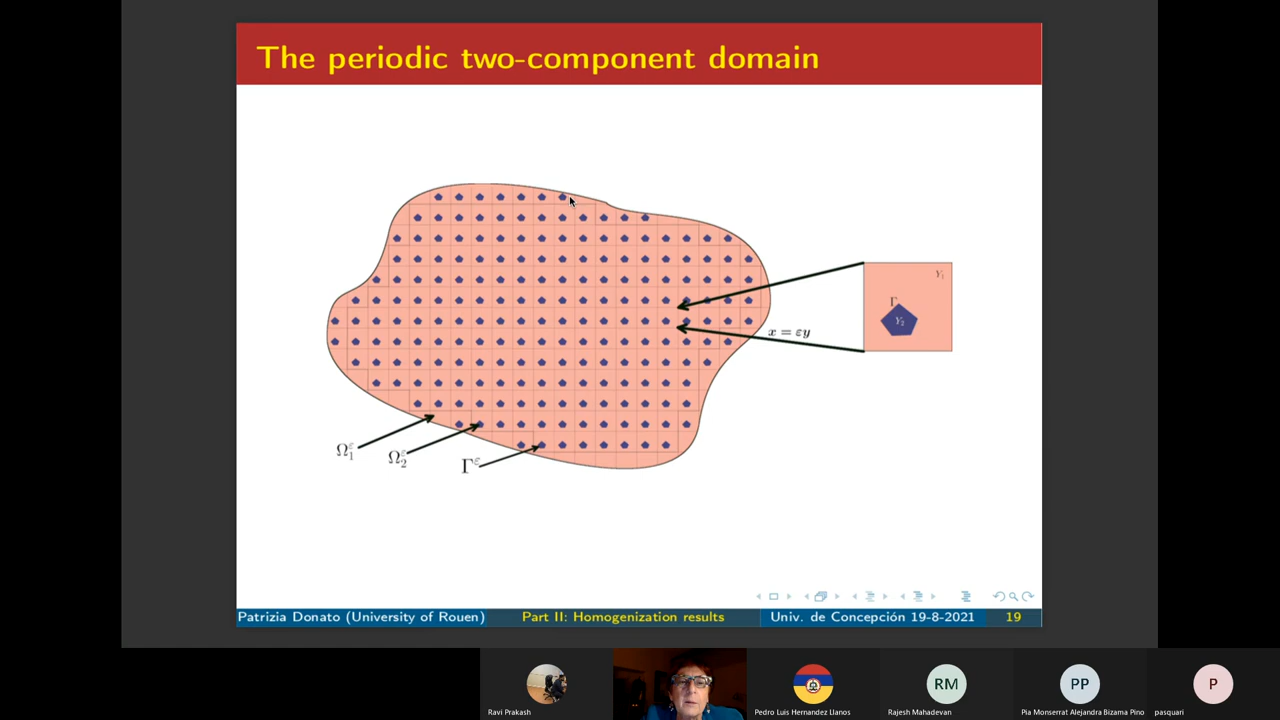 The periodic two-component domain
Y₁
Γ
Y₂
x = εy
Ω₁^ε
Ω₂^ε
Γ^ε
Patrizia Donato (University of Rouen)
Part II: Homogenization results
Univ. de Concepción 19-8-2021
19
RM
PP
P
Ravi Prakash
Pedro Luis Hernandez Llanos
Rajesh Mahadevan
Pia Monserrat Alejandra Bizama Pino
pasquari